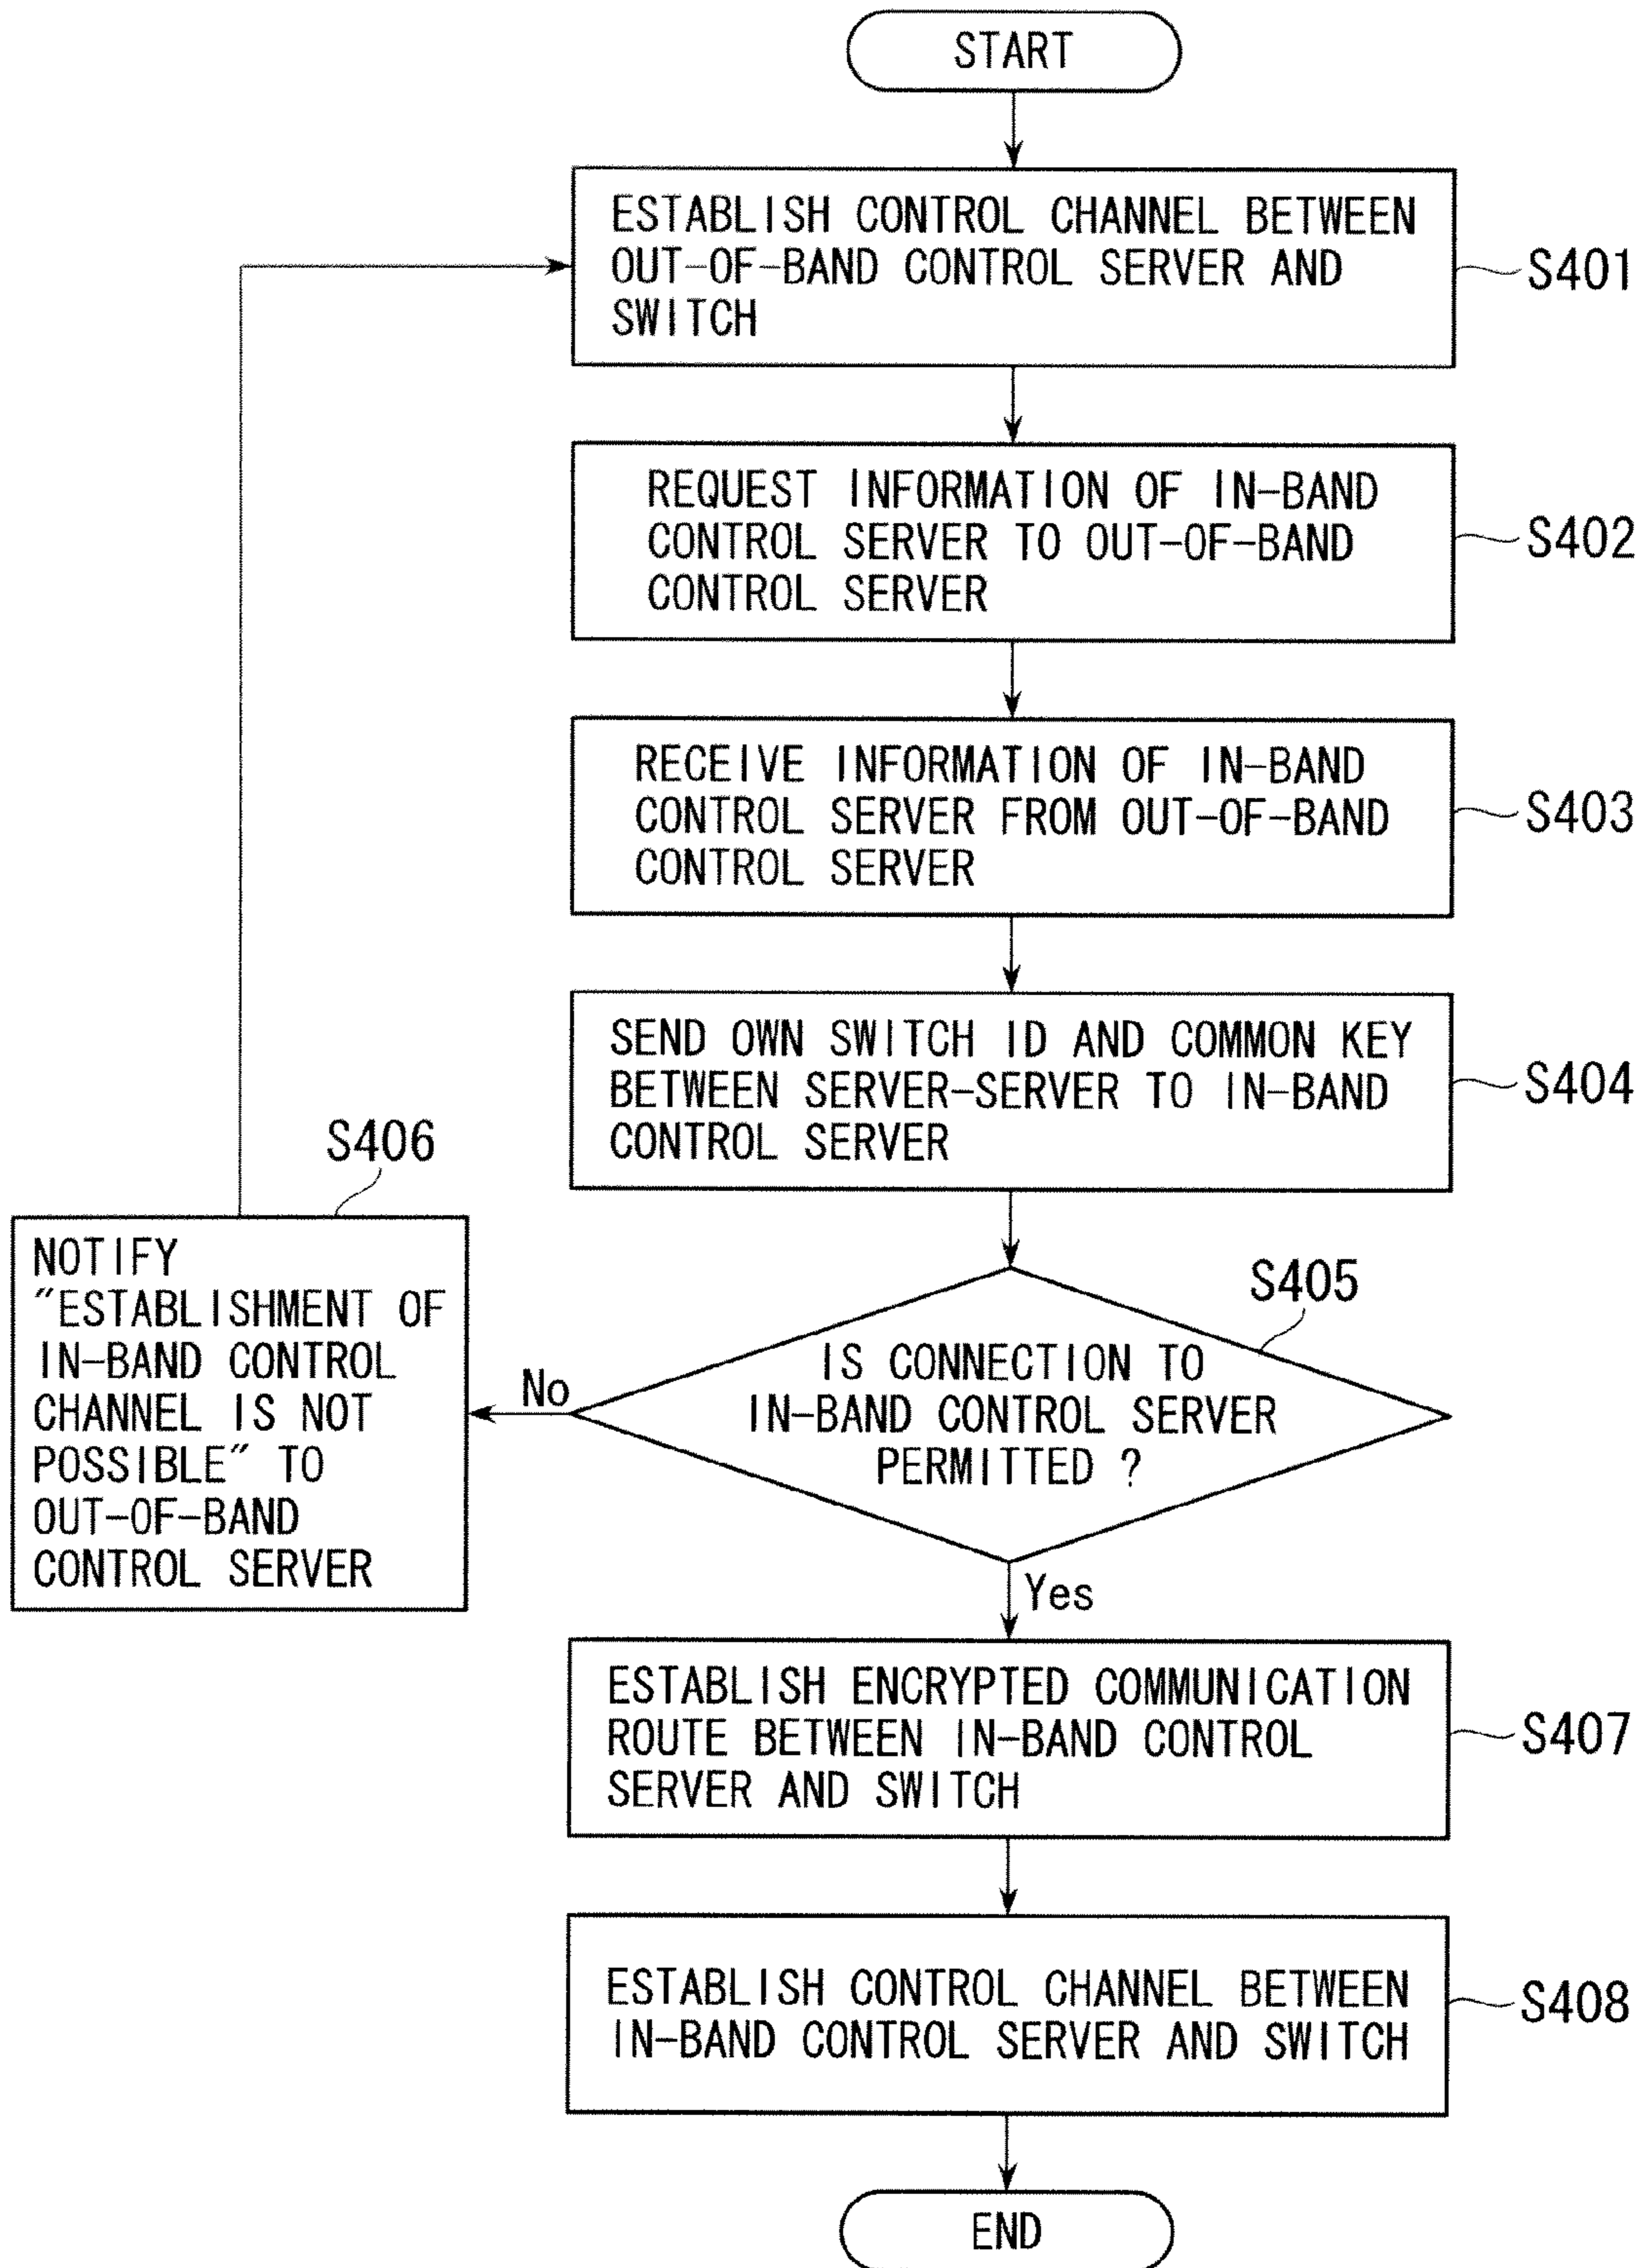 START
ESTABLISH CONTROL CHANNEL BETWEEN
OUT-OF-BAND CONTROL SERVER AND
SWITCH
S401
REQUEST INFORMATION OF IN-BAND
CONTROL SERVER TO OUT-OF-BAND
CONTROL SERVER
S402
RECEIVE INFORMATION OF IN-BAND
CONTROL SERVER FROM OUT-OF-BAND
CONTROL SERVER
S403
SEND OWN SWITCH ID AND COMMON KEY
BETWEEN SERVER-SERVER TO IN-BAND
CONTROL SERVER
S404
S405
IS CONNECTION TO
IN-BAND CONTROL SERVER
PERMITTED ?
No
S406
NOTIFY
"ESTABLISHMENT OF
IN-BAND CONTROL
CHANNEL IS NOT
POSSIBLE" TO
OUT-OF-BAND
CONTROL SERVER
Yes
ESTABLISH ENCRYPTED COMMUNICATION
ROUTE BETWEEN IN-BAND CONTROL
SERVER AND SWITCH
S407
ESTABLISH CONTROL CHANNEL BETWEEN
IN-BAND CONTROL SERVER AND SWITCH
S408
END